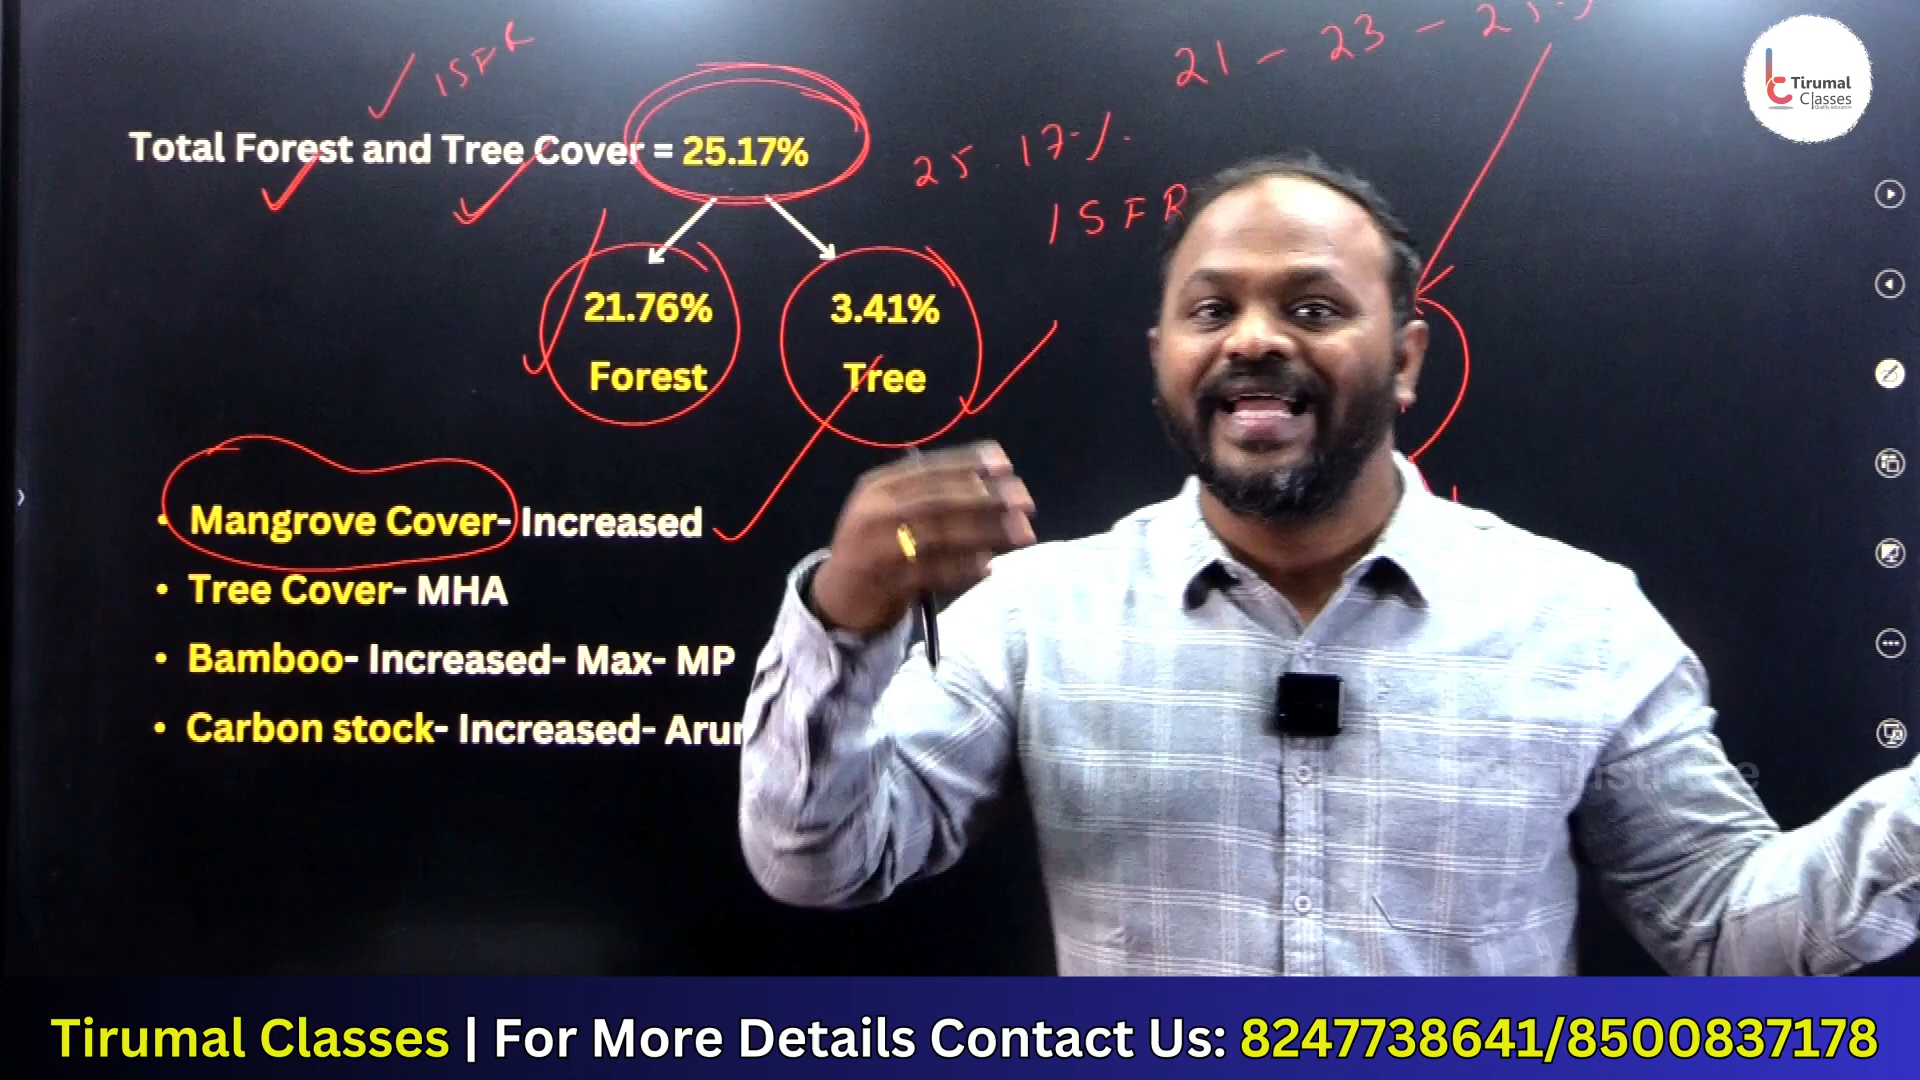 ISFR
21 - 23 -
Tirumal
Classes
Total Forest and Tree Cover = 25.17%
25.17%
ISFR
21.76%
Forest
3.41%
Tree
• Mangrove Cover- Increased
• Tree Cover- MHA
• Bamboo- Increased- Max- MP
• Carbon stock- Increased-
Tirumal Classes | For More Details Contact Us: 8247738641/8500837178